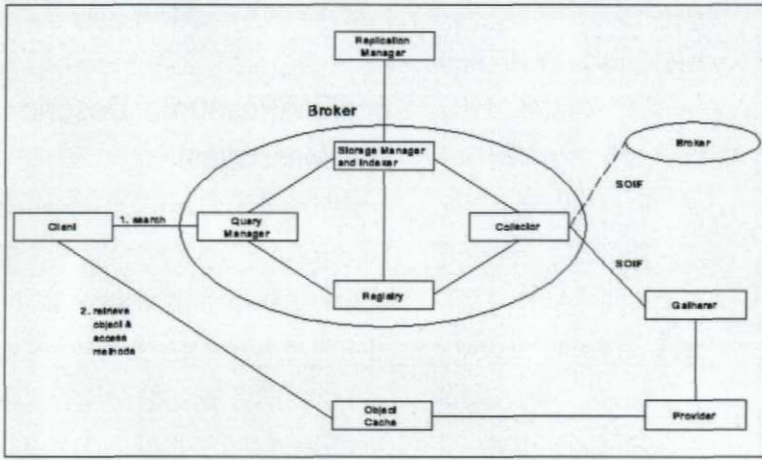 Replication
Manager
Broker
Storage Manager
and Indexer
Broker
SOIF
Client
1. search
Query
Manager
Collector
SOIF
Registry
Gatherer
2. retrieve
object &
access
methods
Object
Cache
Provider